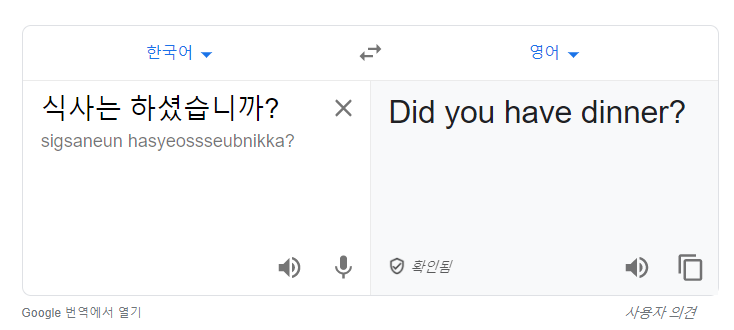 한국어
영어
식사는 하셨습니까?
sigsaneun hasyeossseubnikka?
Did you have dinner?
확인됨
Google 번역에서 열기
사용자 의견